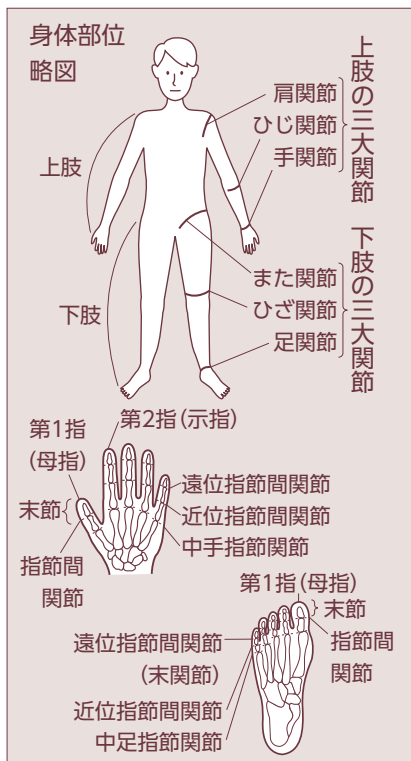 身体部位
略図
上肢の三大関節
肩関節
ひじ関節
手関節
上肢
下肢の三大関節
また関節
ひざ関節
足関節
下肢
第2指(示指)
第1指
(母指)
末節
指節間
関節
遠位指節間関節
近位指節間関節
中手指節関節
第1指(母指)
末節
指節間
関節
遠位指節間関節
(末関節)
近位指節間関節
中足指節関節